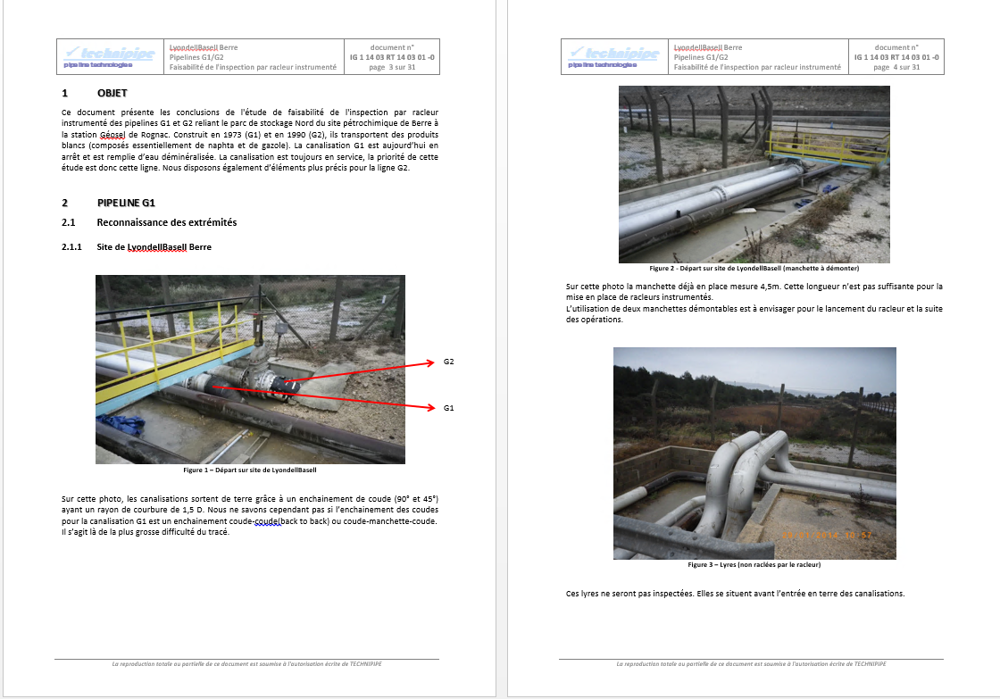 technipipe
pipe line technologies
LyondellBasell Berre
Pipelines G1/G2
Faisabilité de l'inspection par racleur instrumenté
document n°
IG 1 14 03 RT 14 03 01 -0
page 3 sur 31
1 OBJET
Ce document présente les conclusions de l'étude de faisabilité de l'inspection par racleur
instrumenté des pipelines G1 et G2 reliant le parc de stockage Nord du site pétrochimique de Berre à
la station Géosel de Rognac. Construit en 1973 (G1) et en 1990 (G2), ils transportent des produits
blancs (composés essentiellement de naphta et de gazole). La canalisation G1 est aujourd'hui en
arrêt et est remplie d'eau déminéralisée. La canalisation est toujours en service, la priorité de cette
étude est donc cette ligne. Nous disposons également d'éléments plus précis pour la ligne G2.
2 PIPELINE G1
2.1 Reconnaissance des extrémités
2.1.1 Site de LyondellBasell Berre
G2
G1
Figure 1 – Départ sur site de LyondellBasell
Sur cette photo, les canalisations sortent de terre grâce à un enchainement de coude (90° et 45°)
ayant un rayon de courbure de 1,5 D. Nous ne savons cependant pas si l'enchainement des coudes
pour la canalisation G1 est un enchainement coude-coude(back to back) ou coude-manchette-coude.
Il s'agit là de la plus grosse difficulté du tracé.
La reproduction totale ou partielle de ce document est soumise à l'autorisation écrite de TECHNIPIPE
technipipe
pipe line technologies
LyondellBasell Berre
Pipelines G1/G2
Faisabilité de l'inspection par racleur instrumenté
document n°
IG 1 14 03 RT 14 03 01 -0
page 4 sur 31
Figure 2 - Départ sur site de LyondellBasell (manchette à démonter)
Sur cette photo la manchette déjà en place mesure 4,5m. Cette longueur n'est pas suffisante pour la
mise en place de racleurs instrumentés.
L'utilisation de deux manchettes démontables est à envisager pour le lancement du racleur et la suite
des opérations.
10:57
Figure 3 – Lyres (non raclées par le racleur)
Ces lyres ne seront pas inspectées. Elles se situent avant l'entrée en terre des canalisations.
La reproduction totale ou partielle de ce document est soumise à l'autorisation écrite de TECHNIPIPE